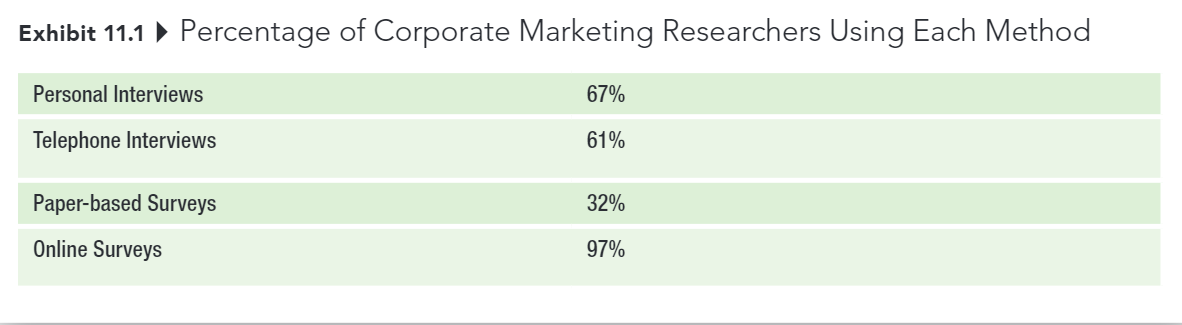 Exhibit 11.1 ▶ Percentage of Corporate Marketing Researchers Using Each Method
Personal Interviews 67%
Telephone Interviews 61%
Paper-based Surveys 32%
Online Surveys 97%